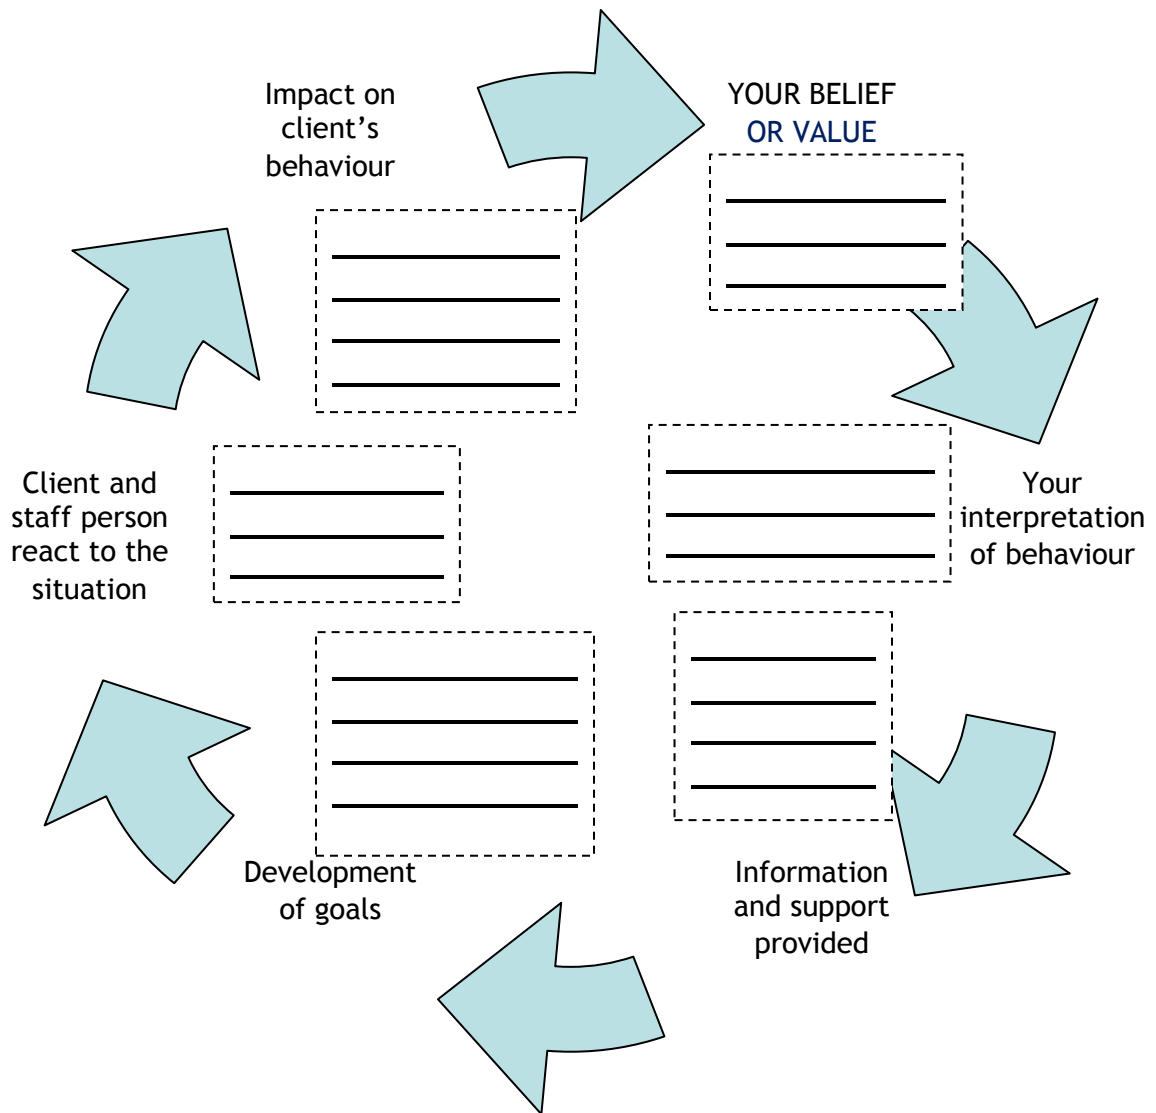 Impact on
client’s
behaviour
YOUR BELIEF
OR VALUE
Your
interpretation
of behaviour
Information
and support
provided
Development
of goals
Client and
staff person
react to the
situation